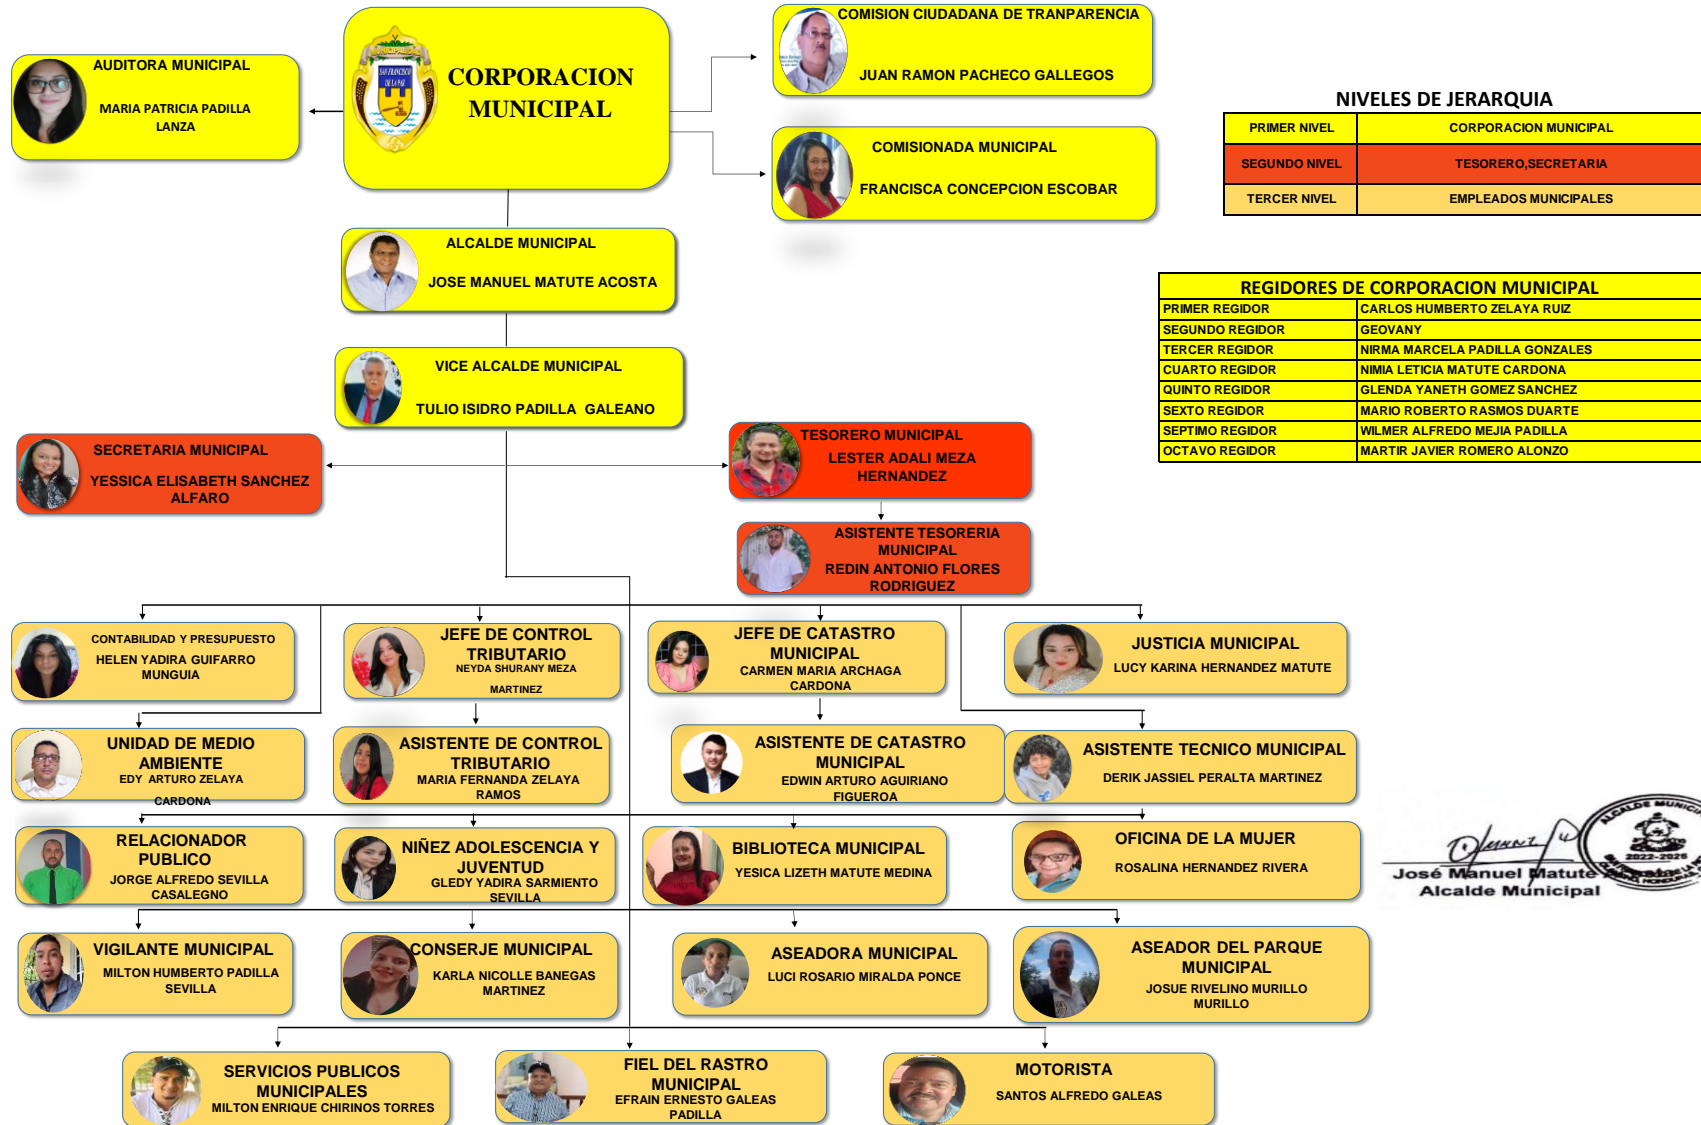 COMISION CIUDADANA DE TRANPARENCIA
JUAN RAMON PACHECO GALLEGOS
AUDITORA MUNICIPAL
MARIA PATRICIA PADILLA
LANZA
SAN FRANCISCO
DE LA PAZ
CORPORACION
MUNICIPAL
COMISIONADA MUNICIPAL
FRANCISCA CONCEPCION ESCOBAR
NIVELES DE JERARQUIA
PRIMER NIVEL CORPORACION MUNICIPAL
SEGUNDO NIVEL TESORERO,SECRETARIA
TERCER NIVEL EMPLEADOS MUNICIPALES
ALCALDE MUNICIPAL
JOSE MANUEL MATUTE ACOSTA
VICE ALCALDE MUNICIPAL
TULIO ISIDRO PADILLA GALEANO
REGIDORES DE CORPORACION MUNICIPAL
PRIMER REGIDOR CARLOS HUMBERTO ZELAYA RUIZ
SEGUNDO REGIDOR GEOVANY
TERCER REGIDOR NIRMA MARCELA PADILLA GONZALES
CUARTO REGIDOR NIMIA LETICIA MATUTE CARDONA
QUINTO REGIDOR GLENDA YANETH GOMEZ SANCHEZ
SEXTO REGIDOR MARIO ROBERTO RASMOS DUARTE
SEPTIMO REGIDOR WILMER ALFREDO MEJIA PADILLA
OCTAVO REGIDOR MARTIR JAVIER ROMERO ALONZO
SECRETARIA MUNICIPAL
YESSICA ELISABETH SANCHEZ
ALFARO
TESORERO MUNICIPAL
LESTER ADALI MEZA
HERNANDEZ
ASISTENTE TESORERIA
MUNICIPAL
REDIN ANTONIO FLORES
RODRIGUEZ
CONTABILIDAD Y PRESUPUESTO
HELEN YADIRA GUIFARRO
MUNGUIA
JEFE DE CONTROL
TRIBUTARIO
NEYDA SHURANY MEZA
MARTINEZ
JEFE DE CATASTRO
MUNICIPAL
CARMEN MARIA ARCHAGA
CARDONA
JUSTICIA MUNICIPAL
LUCY KARINA HERNANDEZ MATUTE
UNIDAD DE MEDIO
AMBIENTE
EDY ARTURO ZELAYA
CARDONA
ASISTENTE DE CONTROL
TRIBUTARIO
MARIA FERNANDA ZELAYA
RAMOS
ASISTENTE DE CATASTRO
MUNICIPAL
EDWIN ARTURO AGUIRIANO
FIGUEROA
ASISTENTE TECNICO MUNICIPAL
DERIK JASSIEL PERALTA MARTINEZ
RELACIONADOR
PUBLICO
JORGE ALFREDO SEVILLA
CASALEGNO
NIÑEZ ADOLESCENCIA Y
JUVENTUD
GLEDY YADIRA SARMIENTO
SEVILLA
BIBLIOTECA MUNICIPAL
YESICA LIZETH MATUTE MEDINA
OFICINA DE LA MUJER
ROSALINA HERNANDEZ RIVERA
2022-2026
José Manuel Matute
Alcalde Municipal
VIGILANTE MUNICIPAL
MILTON HUMBERTO PADILLA
SEVILLA
CONSERJE MUNICIPAL
KARLA NICOLLE BANEGAS
MARTINEZ
ASEADORA MUNICIPAL
LUCI ROSARIO MIRALDA PONCE
ASEADOR DEL PARQUE
MUNICIPAL
JOSUE RIVELINO MURILLO
MURILLO
SERVICIOS PUBLICOS
MUNICIPALES
MILTON ENRIQUE CHIRINOS TORRES
FIEL DEL RASTRO
MUNICIPAL
EFRAIN ERNESTO GALEAS
PADILLA
MOTORISTA
SANTOS ALFREDO GALEAS